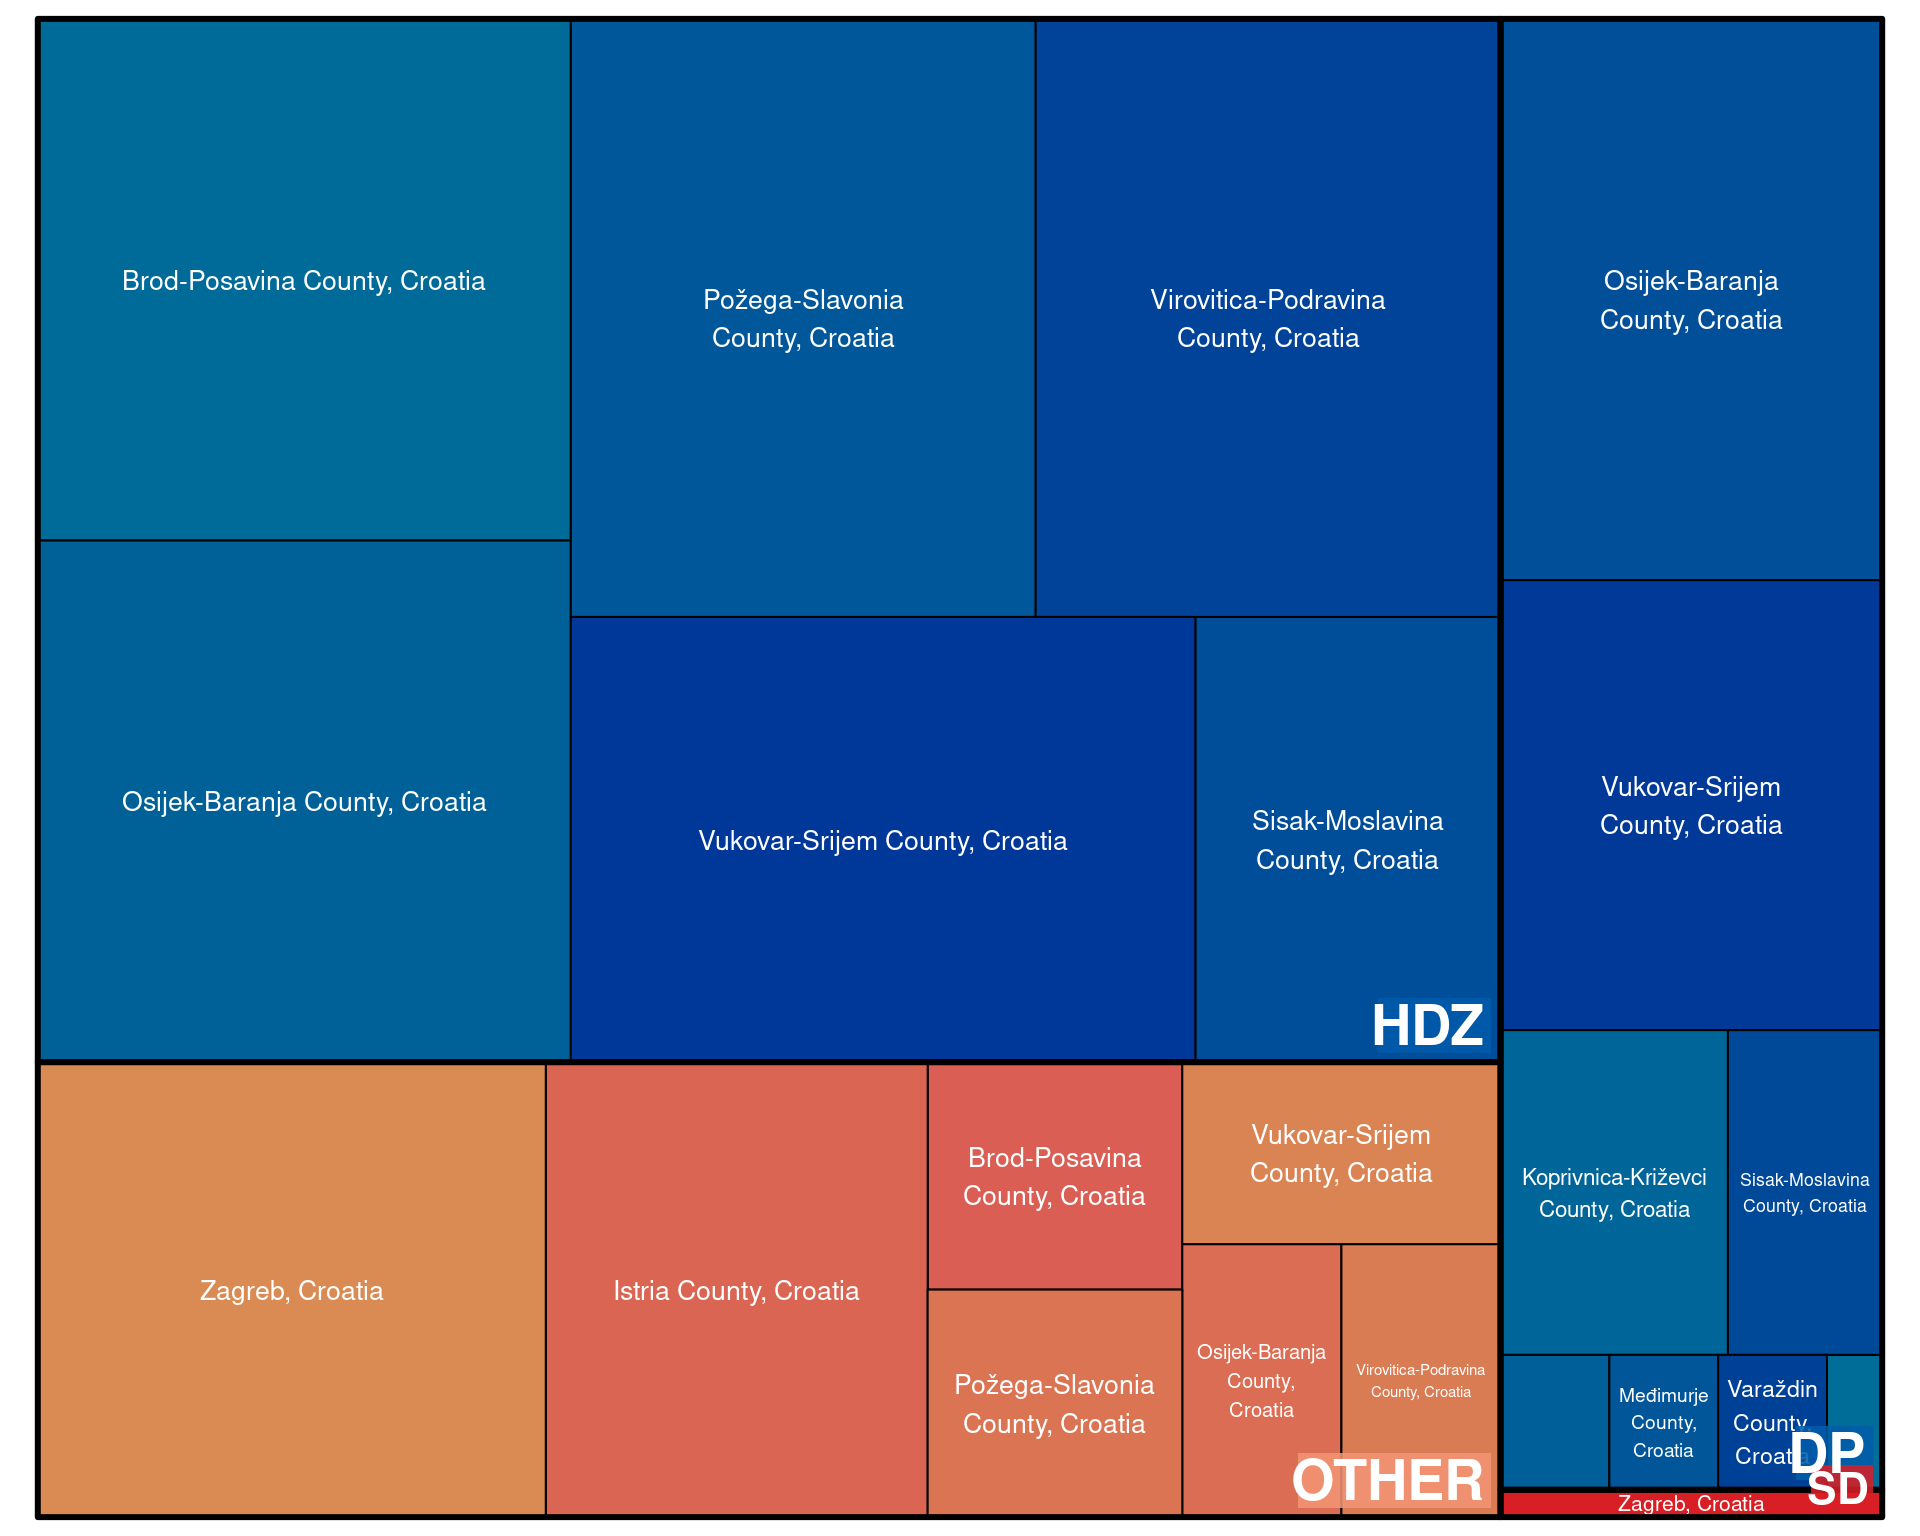 Brod-Posavina County, Croatia
Požega-Slavonia
County, Croatia
Virovitica-Podravina
County, Croatia
Osijek-Baranja
County, Croatia
Osijek-Baranja County, Croatia
Vukovar-Srijem County, Croatia
Sisak-Moslavina
County, Croatia
HDZ
Vukovar-Srijem
County, Croatia
Zagreb, Croatia
Istria County, Croatia
Brod-Posavina
County, Croatia
Požega-Slavonia
County, Croatia
Vukovar-Srijem
County, Croatia
Osijek-Baranja
County,
Croatia
Virovitica-Podravina
County, Croatia
OTHER
Koprivnica-Križevci
County, Croatia
Sisak-Moslavina
County, Croatia
Međimurje
County,
Croatia
Varaždin
County,
Croatia
DP
SD
Zagreb, Croatia